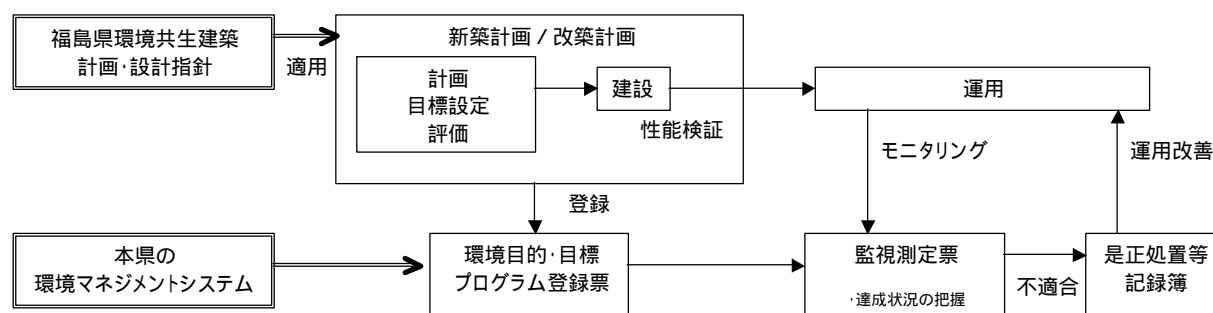 福島県環境共生建築
計画･設計指針
適用
新築計画 / 改築計画
計画
目標設定
評価
建設
性能検証
運用
モニタリング
運用改善
登録
本県の
環境マネジメントシステム
環境目的･目標
プログラム登録票
監視測定票
･達成状況の把握
不適合
是正処置等
記録簿